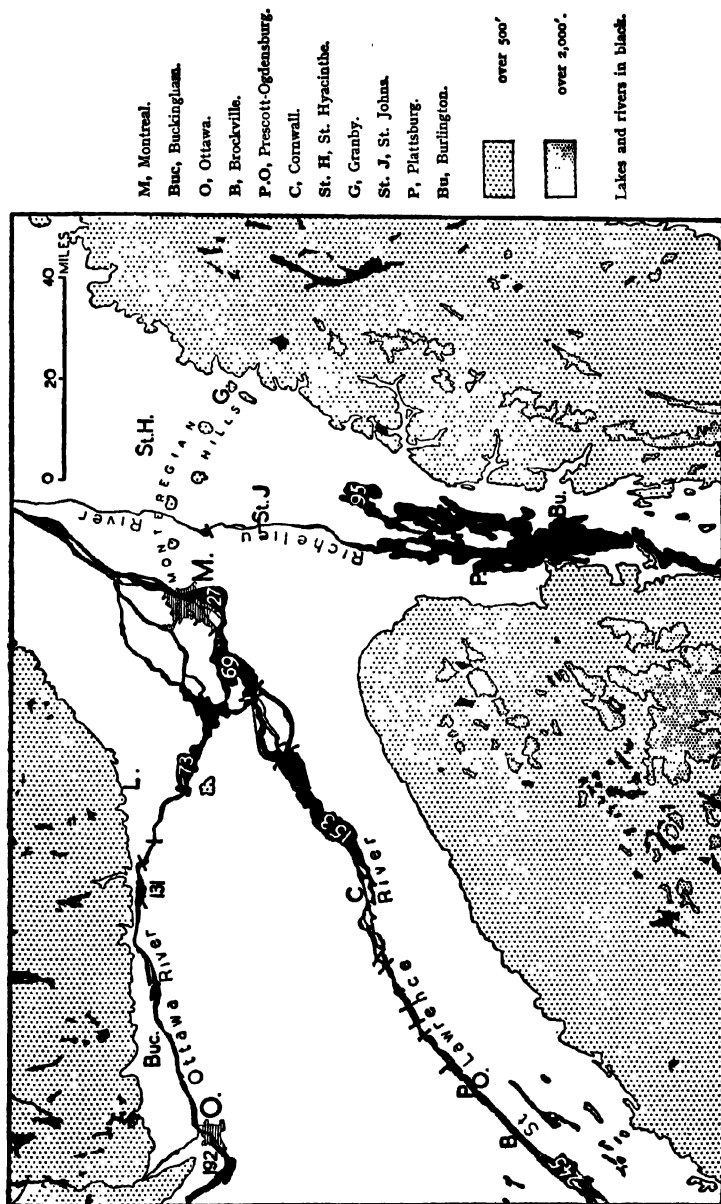 M, Montreal.
Buc, Buckingham.
O, Ottawa.
B, Brockville.
P.O, Prescott-Ogdensburg.
C, Cornwall.
St. H, St. Hyacinthe.
G, Granby.
St. J, St. Johns.
P, Plattsburg.
Bu, Burlington.
over 500'
over 2,000'.
Lakes and rivers in black.
0 20 40
MILES
St.H.
MONTEREGIAN
HILLS
G
River
Richelieu
St.J
M.
27
69
73
L.
131
Buc.
Ottawa River
O.
192
153
C
St Lawrence River
P.
O.
B.
245
95
P.
Bu.